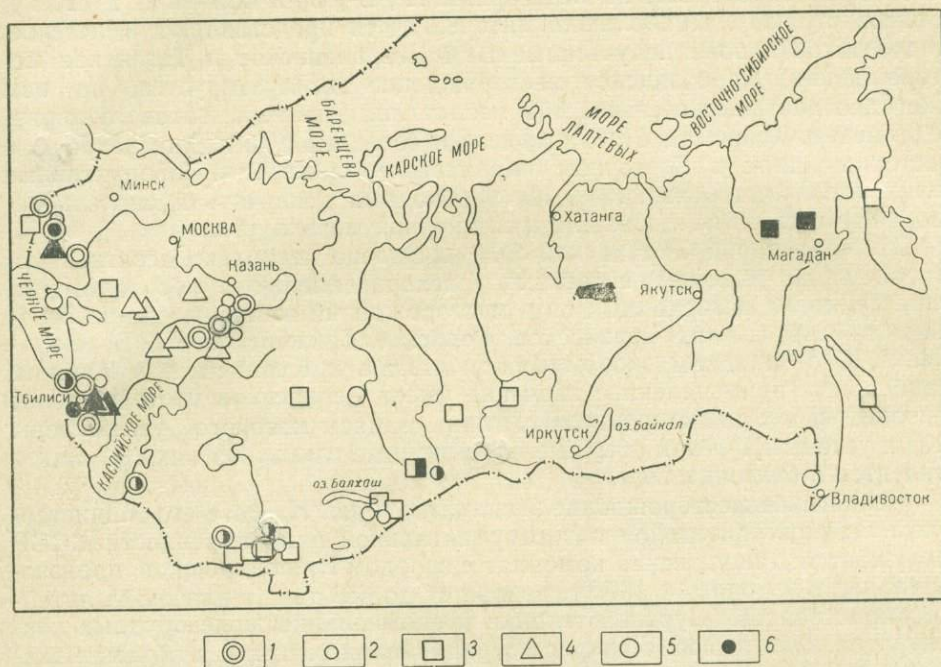 БАРЕНЦЕВО
МОРЕ
КАРСКОЕ МОРЕ
МОРЕ
ЛАПТЕВЫХ
ВОСТОЧНО-СИБИРСКОЕ
МОРЕ
Минск
МОСКВА
Казань
Хатанга
Якутск
Магадан
ЧЕРНОЕ МОРЕ
Тбилиси
КАСПИЙСКОЕ МОРЕ
оз. Балхаш
Иркутск
оз. Байкал
Владивосток
1 2 3 4 5 6